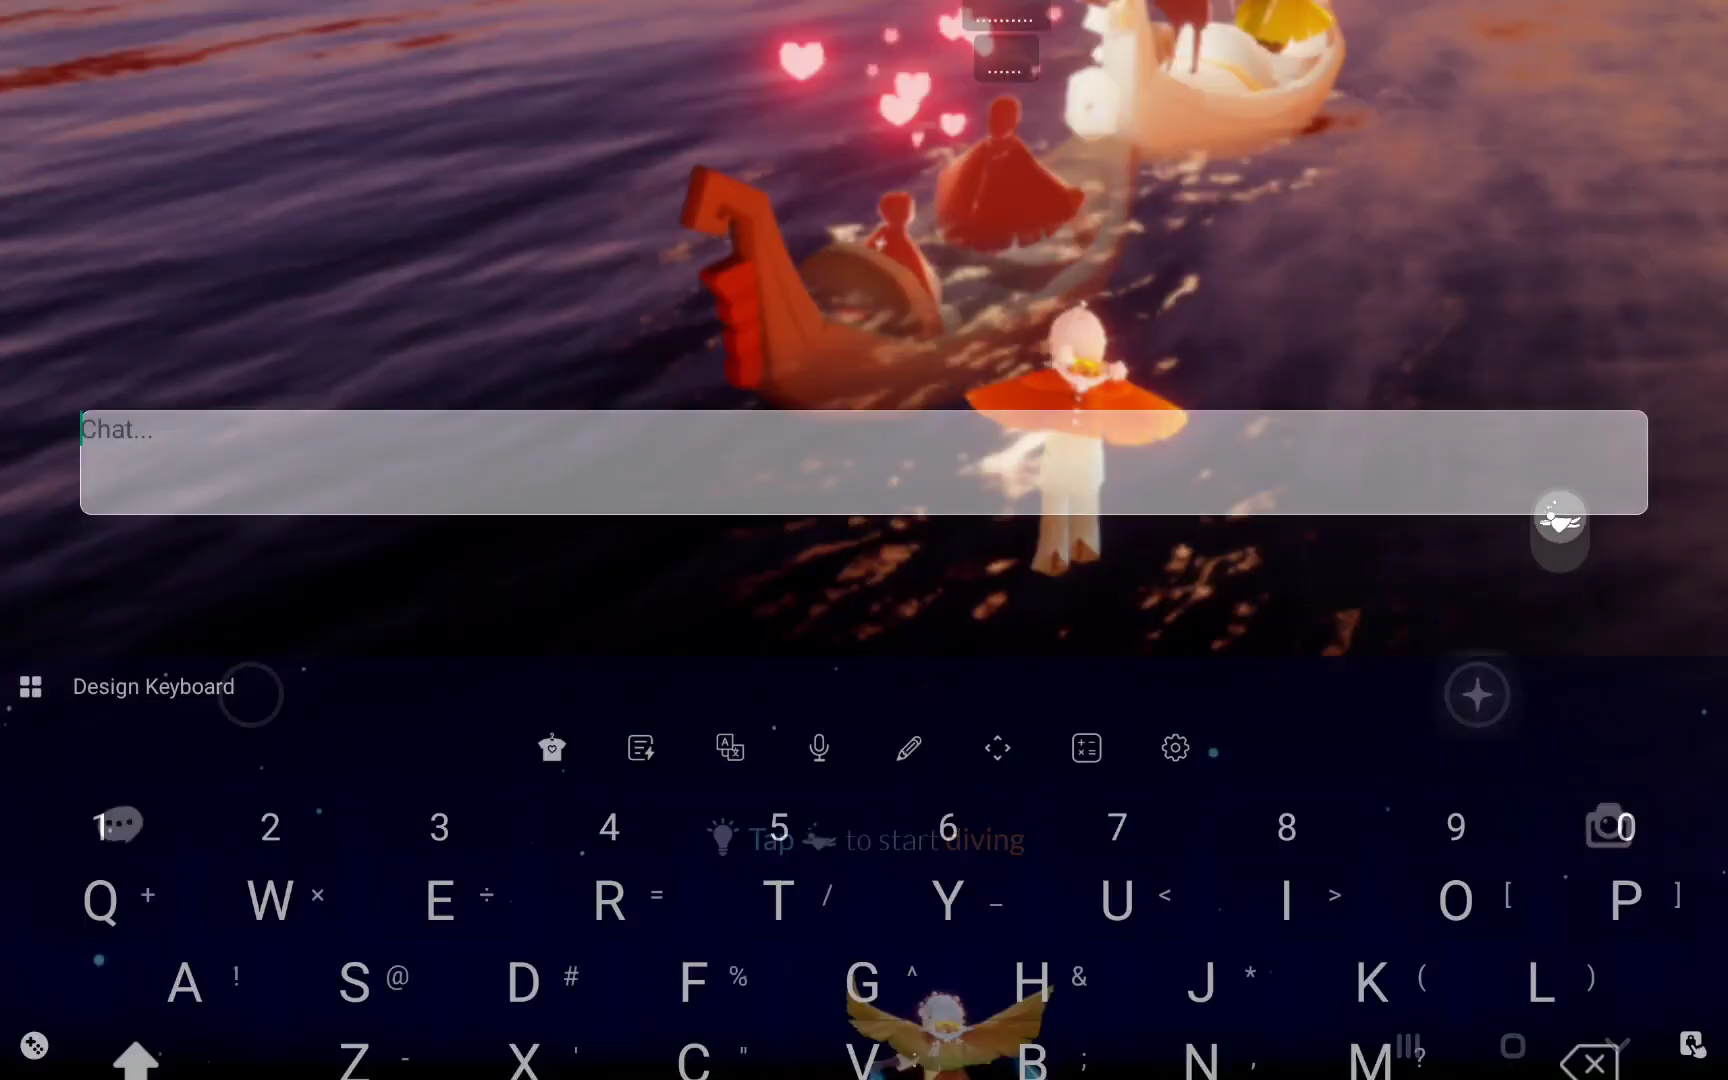 ..........
......
Chat...
Design Keyboard
1 2 3 4 5 6 7 8 9 0
Tap to start diving
Q + W × E ÷ R = T / Y _ U < I > O [ P ]
A ! S @ D # F % G ^ H & J * K ( L )
Z - X ' C " V : B ; N , M ?